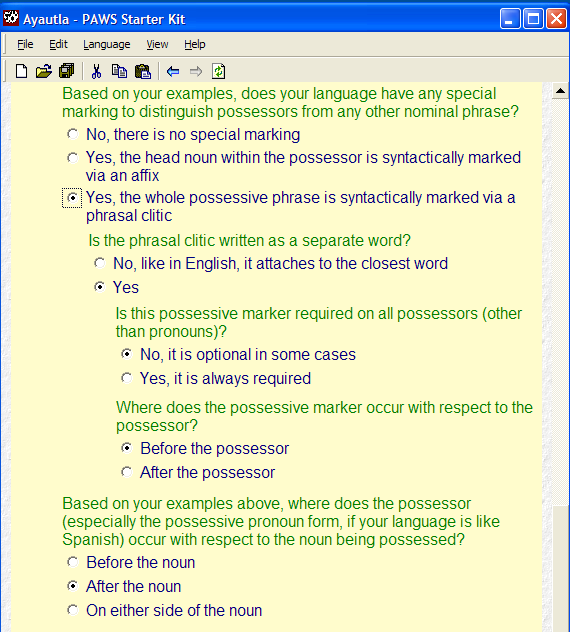 Ayautla - PAWS Starter Kit
File Edit Language View Help
Based on your examples, does your language have any special
marking to distinguish possessors from any other nominal phrase?
No, there is no special marking
Yes, the head noun within the possessor is syntactically marked
via an affix
Yes, the whole possessive phrase is syntactically marked via a
phrasal clitic
Is the phrasal clitic written as a separate word?
No, like in English, it attaches to the closest word
Yes
Is this possessive marker required on all possessors (other
than pronouns)?
No, it is optional in some cases
Yes, it is always required
Where does the possessive marker occur with respect to the
possessor?
Before the possessor
After the possessor
Based on your examples above, where does the possessor
(especially the possessive pronoun form, if your language is like
Spanish) occur with respect to the noun being possessed?
Before the noun
After the noun
On either side of the noun